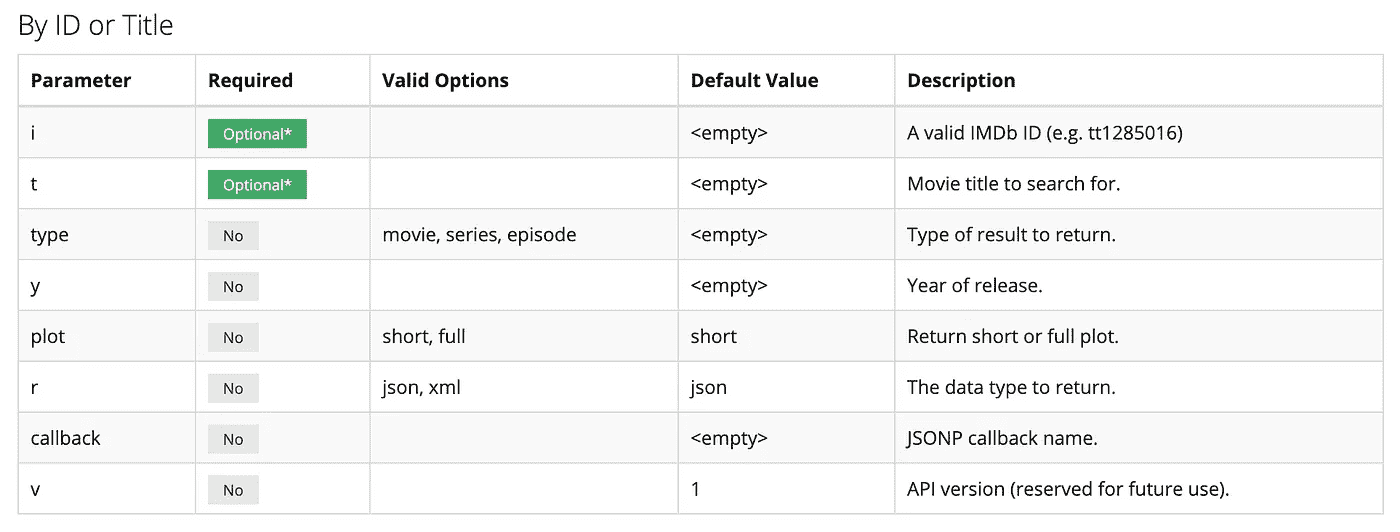 By ID or Title
Parameter Required Valid Options Default Value Description
i Optional* <empty> A valid IMDb ID (e.g. tt1285016)
t Optional* <empty> Movie title to search for.
type No movie, series, episode <empty> Type of result to return.
y No <empty> Year of release.
plot No short, full short Return short or full plot.
r No json, xml json The data type to return.
callback No <empty> JSONP callback name.
v No 1 API version (reserved for future use).